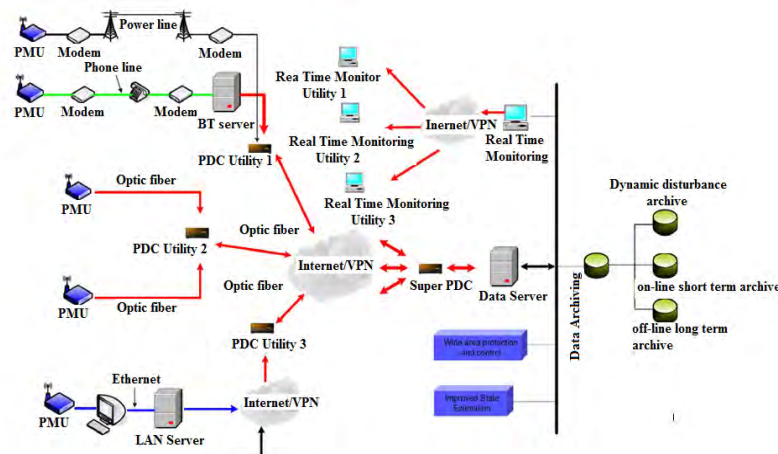 Power line
PMU
Modem
Modem
Phone line
PMU
Modem
Modem
BT server
PDC Utility 1
Rea Time Monitor
Utility 1
Real Time Monitoring
Utility 2
Inernet/VPN
Real Time
Monitoring
Real Time Monitoring
Utility 3
Optic fiber
PMU
PDC Utility 2
Optic fiber
Optic fiber
PMU
Optic fiber
Internet/VPN
Super PDC
Data Server
Data Archiving
Dynamic disturbance
archive
on-line short term archive
off-line long term
archive
PDC Utility 3
Wide area protection
and control
Improved State
Estimation
Ethernet
PMU
LAN Server
Internet/VPN